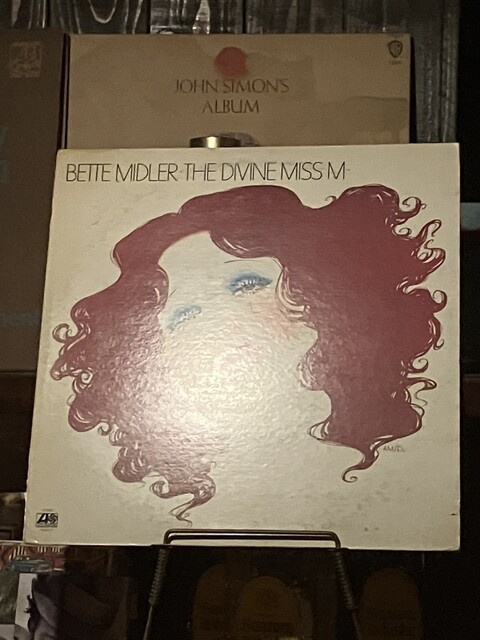 JOHN SIMON'S
ALBUM
BETTE MIDLER THE DIVINE MISS M